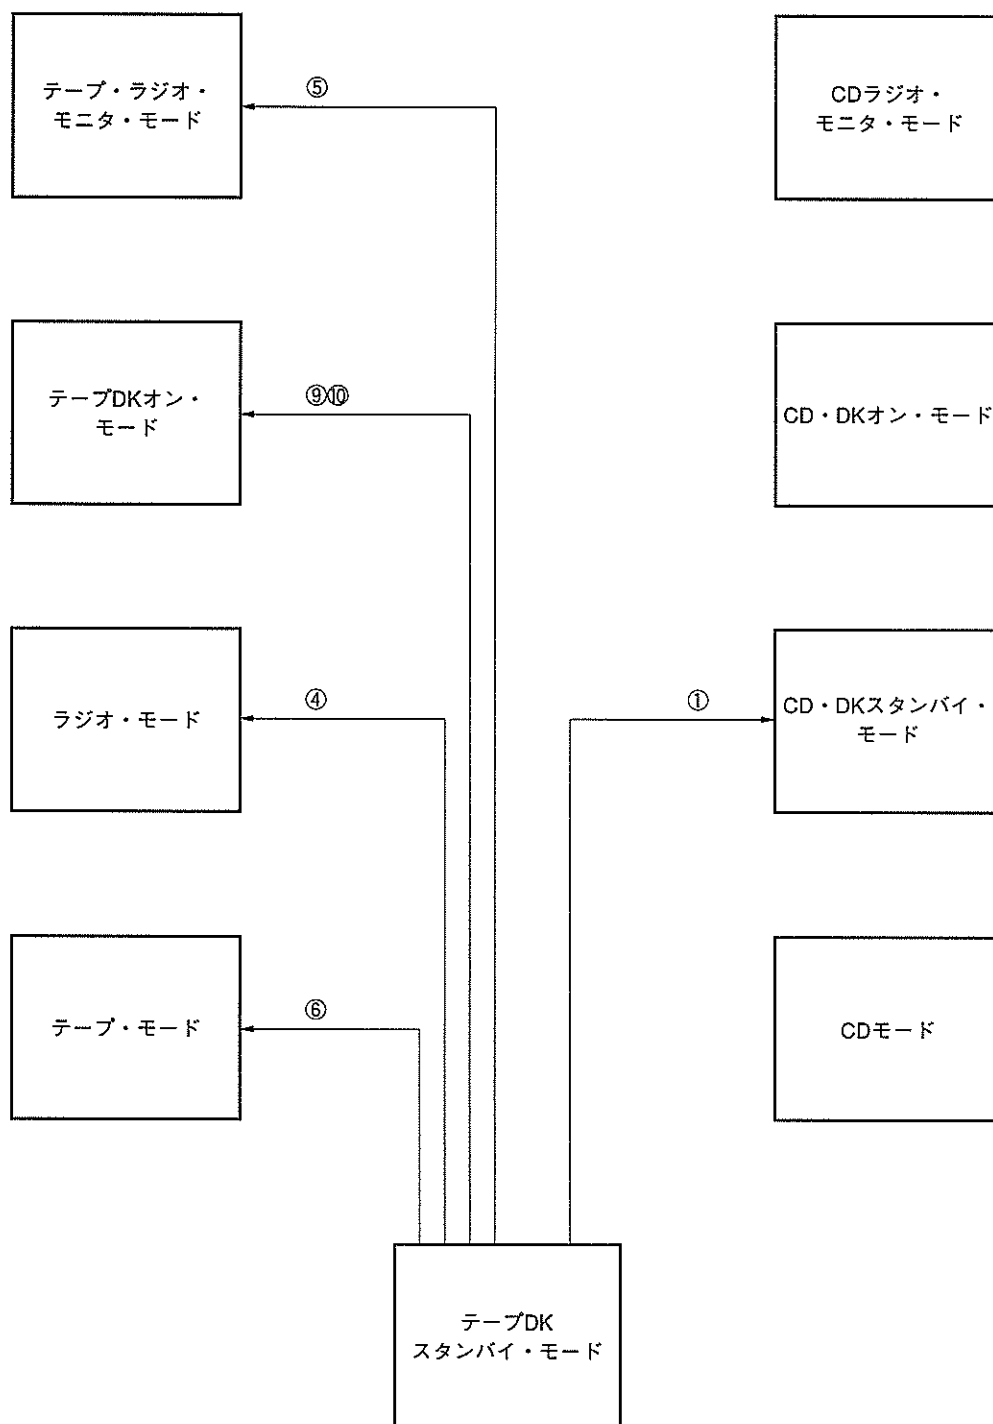 テープ・ラジオ・
モニタ・モード
⑤
CDラジオ・
モニタ・モード
テープDKオン・
モード
⑨⑩
CD・DKオン・モード
ラジオ・モード
④
①
CD・DKスタンバイ・
モード
テープ・モード
⑥
CDモード
テープDK
スタンバイ・モード